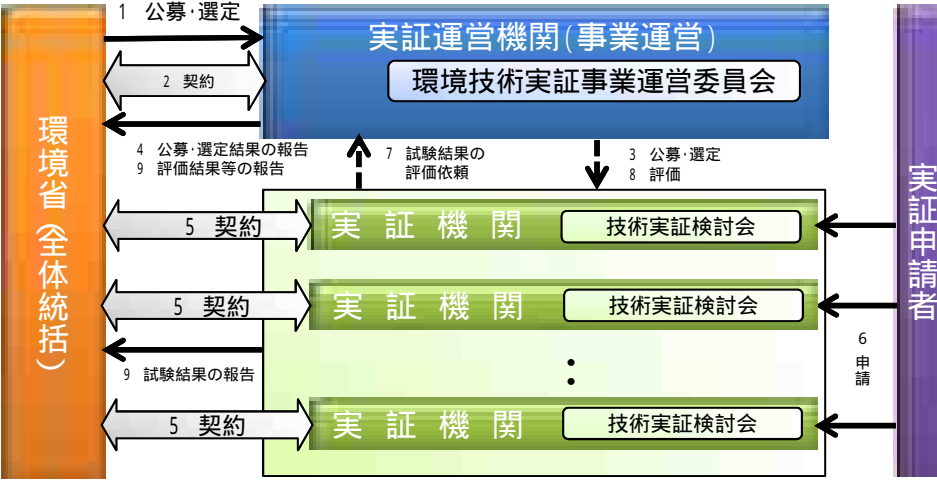 1 公募･選定
実証運営機関(事業運営)
環境技術実証事業運営委員会
2 契約
環境省(全体統括)
4 公募･選定結果の報告
9 評価結果等の報告
7 試験結果の
評価依頼
3 公募･選定
8 評価
実証申請者
5 契約
実証機関
技術実証検討会
5 契約
実証機関
技術実証検討会
6
申請
9 試験結果の報告
:
5 契約
実証機関
技術実証検討会